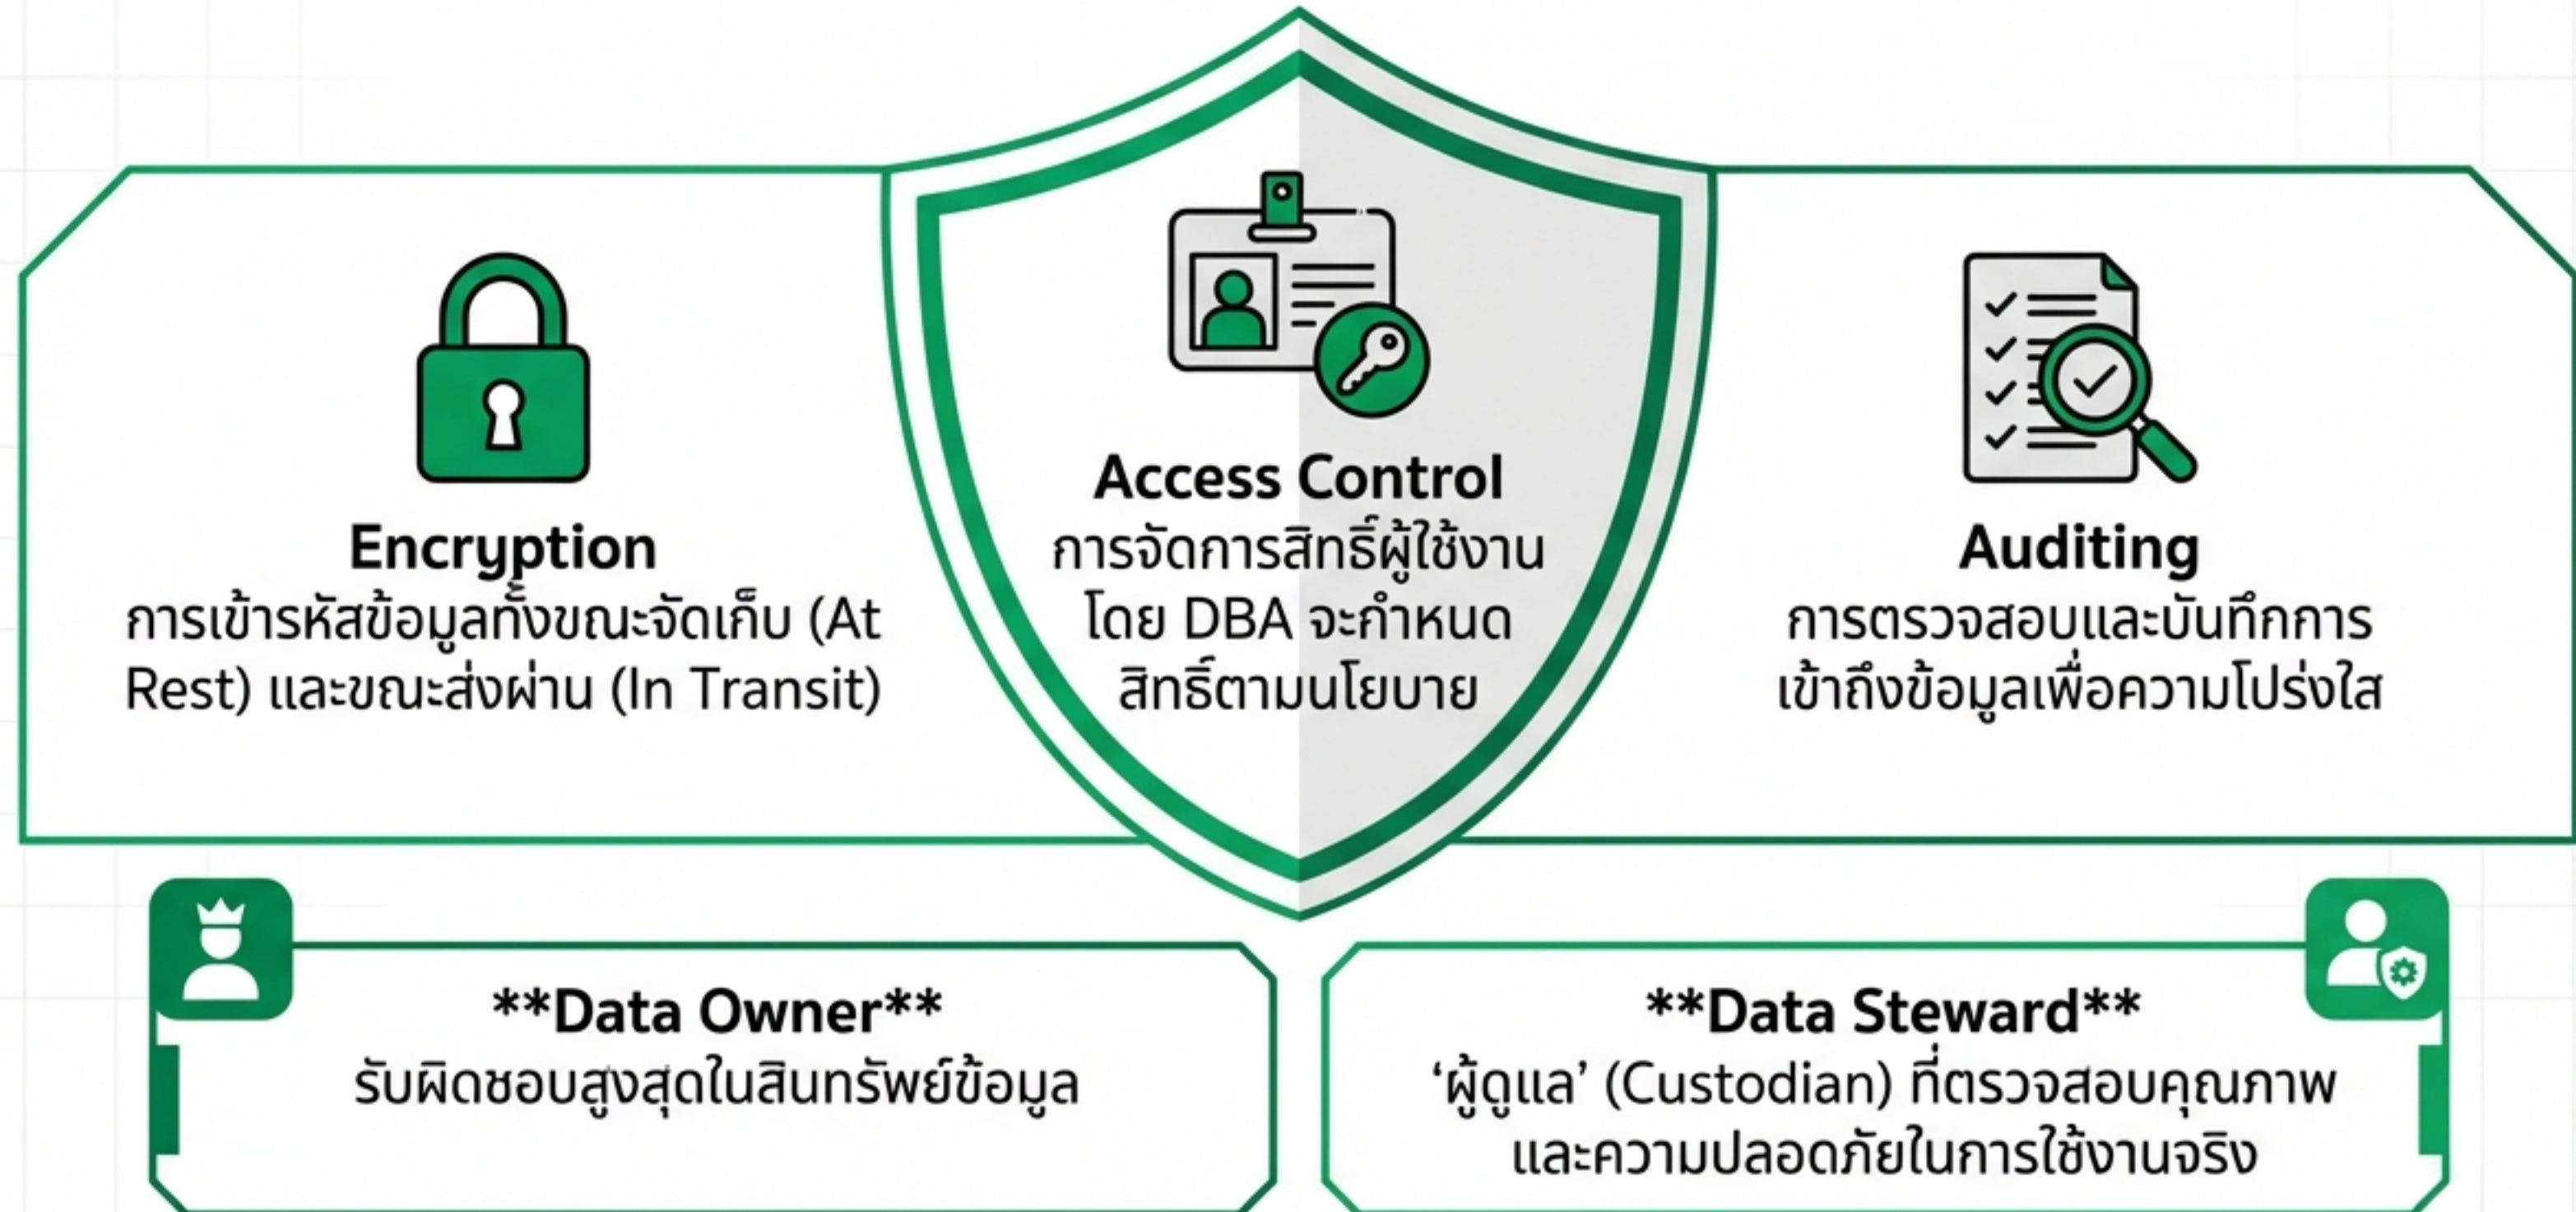 Encryption
การเข้ารหัสข้อมูลทั้งขณะจัดเก็บ (At
Rest) และขณะส่งผ่าน (In Transit)
Access Control
การจัดการสิทธิ์ผู้ใช้งาน
โดย DBA จะกำหนด
สิทธิ์ตามนโยบาย
Auditing
การตรวจสอบและบันทึกการ
เข้าถึงข้อมูลเพื่อความโปร่งใส
**Data Owner**
รับผิดชอบสูงสุดในสินทรัพย์ข้อมูล
**Data Steward**
‘ผู้ดูแล’ (Custodian) ที่ตรวจสอบคุณภาพ
และความปลอดภัยในการใช้งานจริง